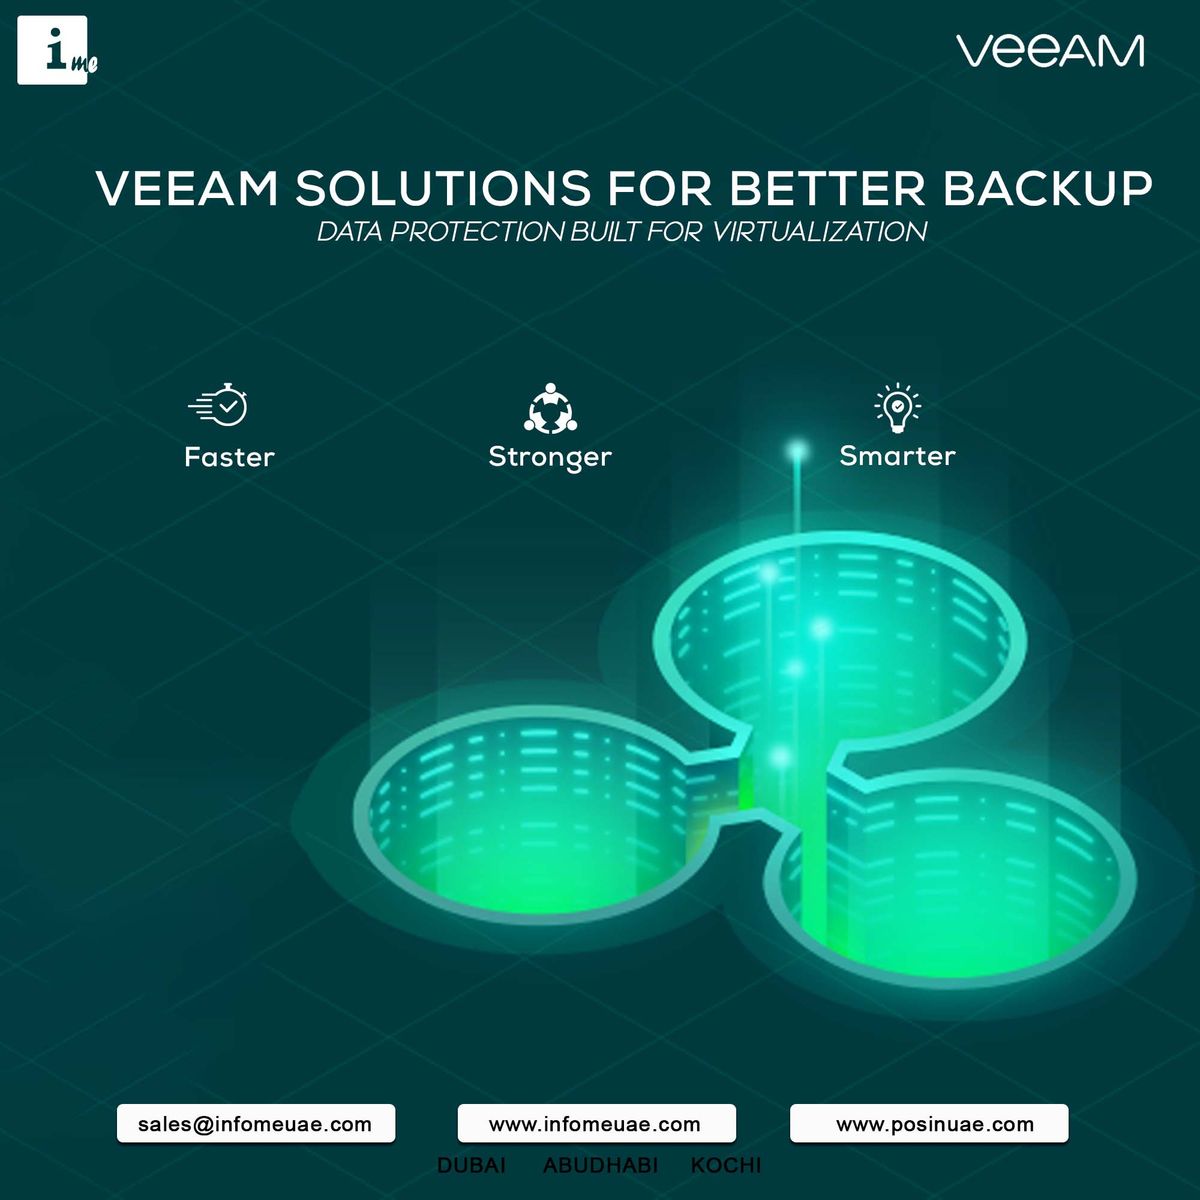 ime
veeam
VEEAM SOLUTIONS FOR BETTER BACKUP
DATA PROTECTION BUILT FOR VIRTUALIZATION
Faster Stronger Smarter
sales@infomeuae.com www.infomeuae.com www.posinuae.com
DUBAI ABUDHABI KOCHI